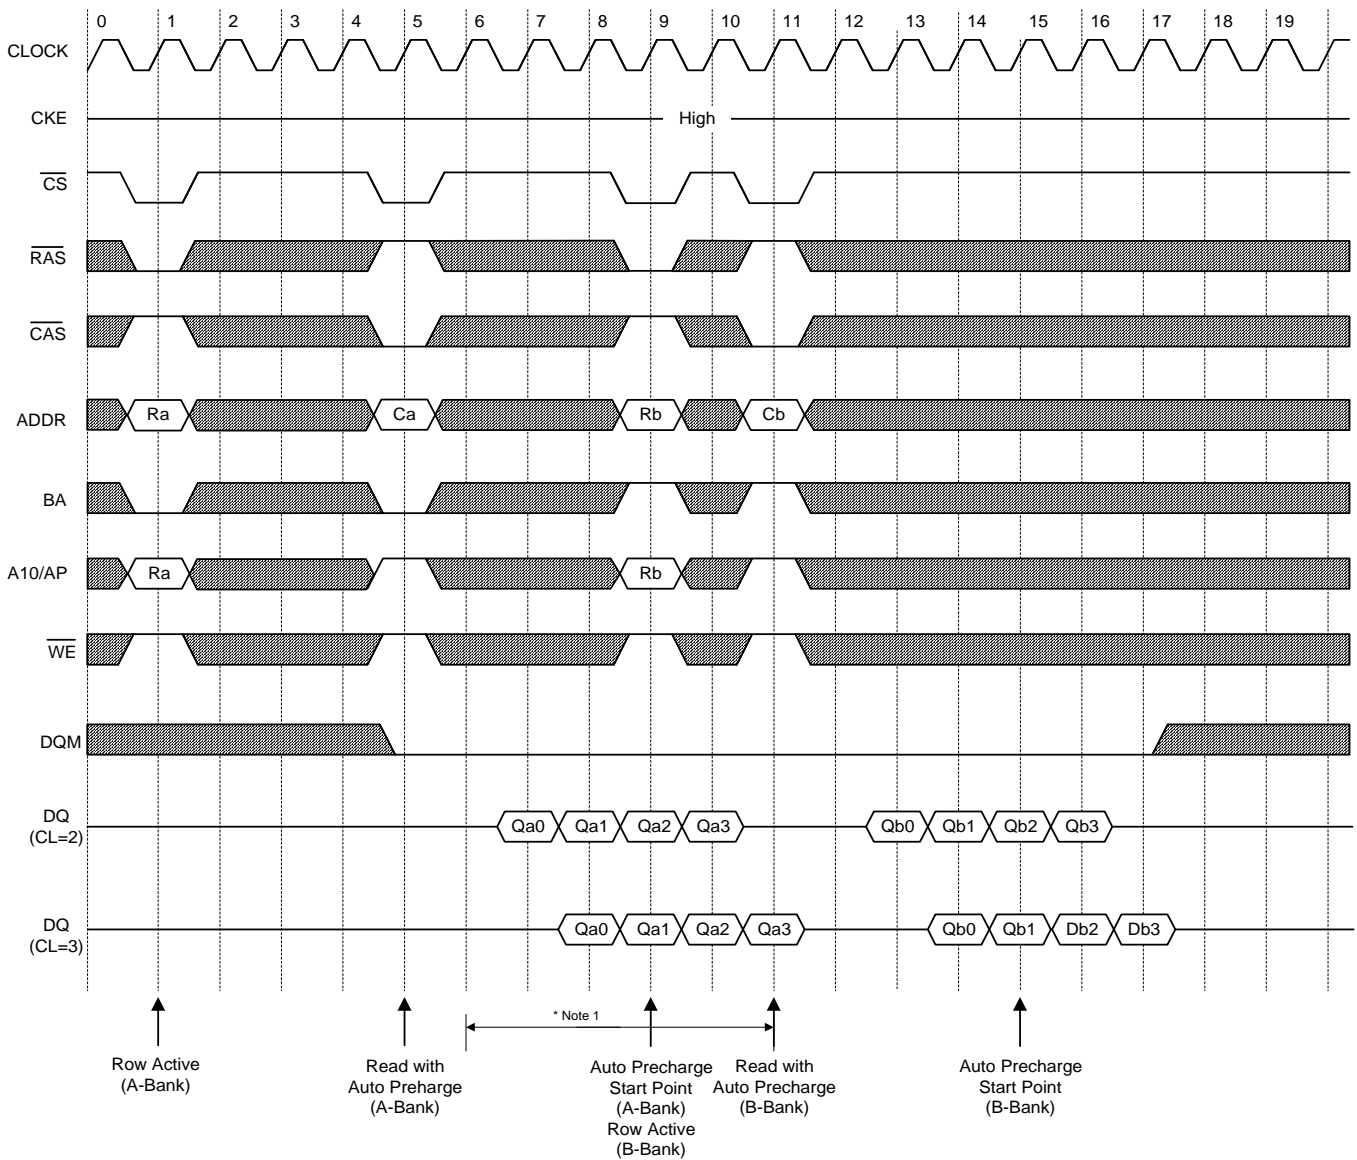 0 1 2 3 4 5 6 7 8 9 10 11 12 13 14 15 16 17 18 19
CLOCK
CKE High
CS
RAS
CAS
ADDR Ra Ca Rb Cb
BA
A10/AP Ra Rb
WE
DQM
DQ
(CL=2)
Qa0 Qa1 Qa2 Qa3 Qb0 Qb1 Qb2 Qb3
DQ
(CL=3)
Qa0 Qa1 Qa2 Qa3 Qb0 Qb1 Db2 Db3
* Note 1
Row Active
(A-Bank)
Read with
Auto Preharge
(A-Bank)
Auto Precharge
Start Point
(A-Bank)
Row Active
(B-Bank)
Read with
Auto Precharge
(B-Bank)
Auto Precharge
Start Point
(B-Bank)